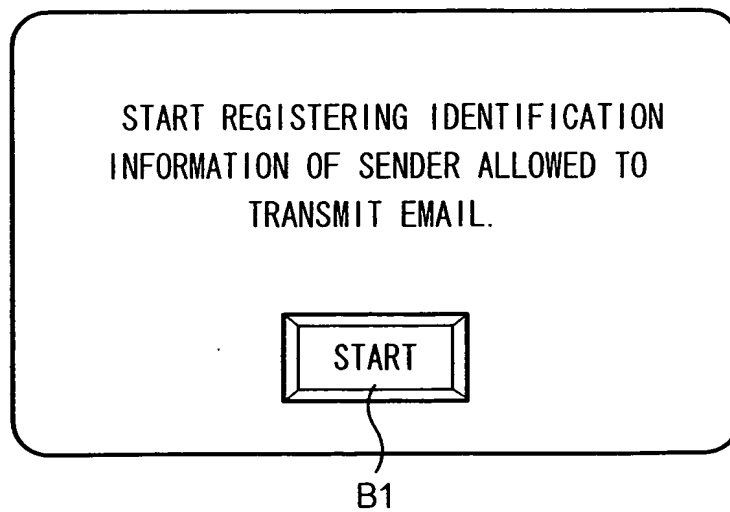 START REGISTERING IDENTIFICATION
INFORMATION OF SENDER ALLOWED TO
TRANSMIT EMAIL.
START
B1